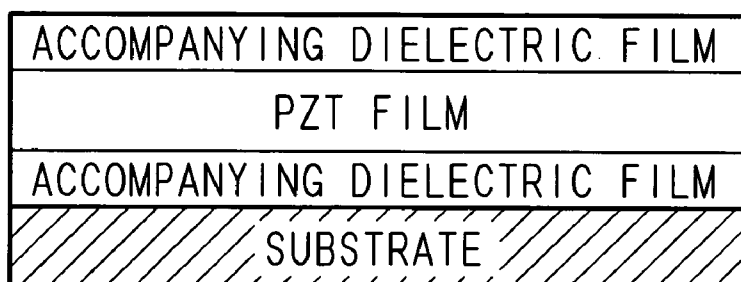 ACCOMPANYING DIELECTRIC FILM
PZT FILM
ACCOMPANYING DIELECTRIC FILM
SUBSTRATE